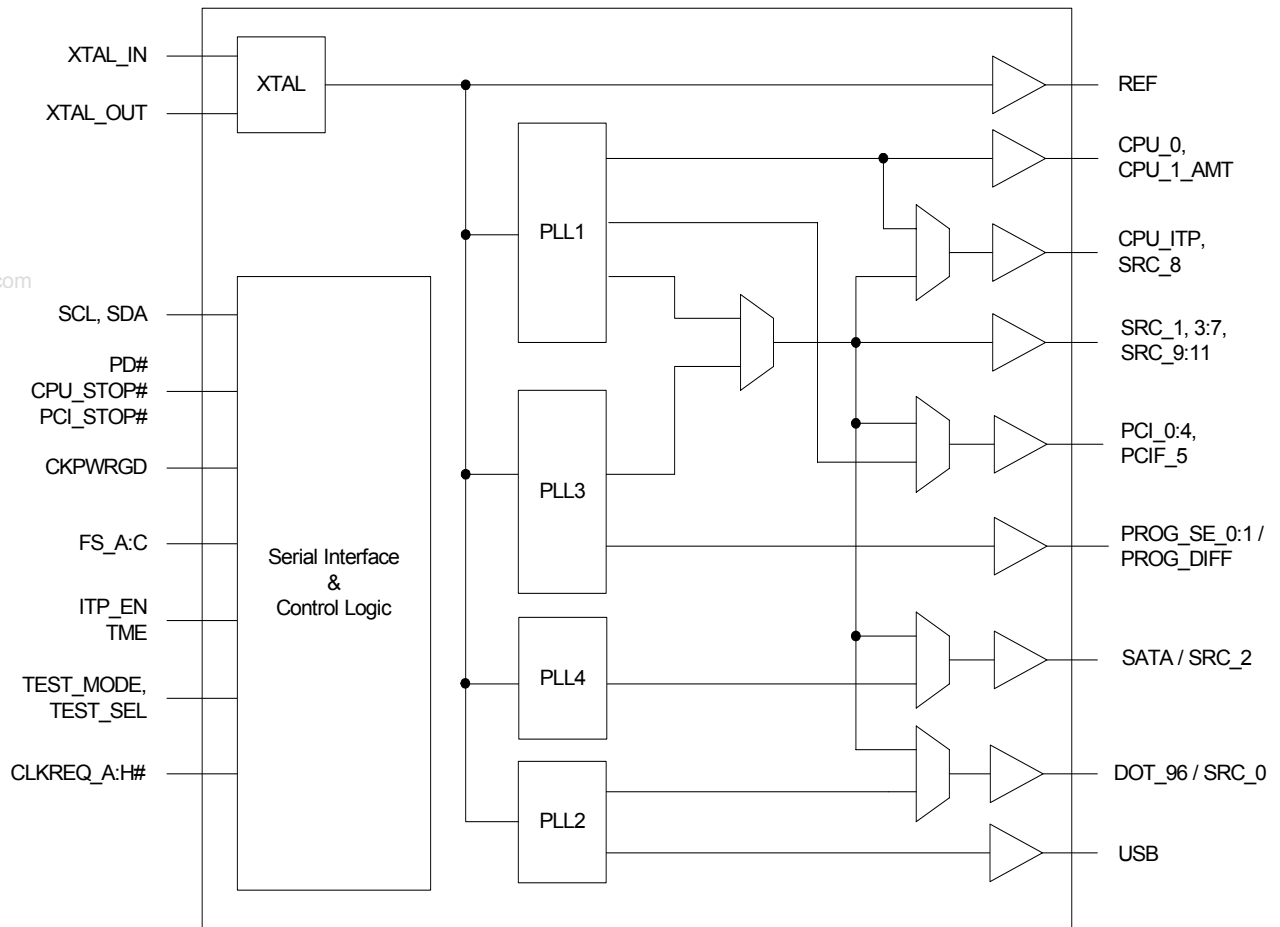 XTAL_IN
XTAL_OUT
XTAL
REF
CPU_0,
CPU_1_AMT
PLL1
CPU_ITP,
SRC_8
com
SCL, SDA
SRC_1, 3:7,
SRC_9:11
PD#
CPU_STOP#
PCI_STOP#
PCI_0:4,
PCIF_5
CKPWRGD
PLL3
FS_A:C
Serial Interface
&
Control Logic
PROG_SE_0:1 /
PROG_DIFF
ITP_EN
TME
TEST_MODE,
TEST_SEL
PLL4
SATA / SRC_2
CLKREQ_A:H#
DOT_96 / SRC_0
PLL2
USB